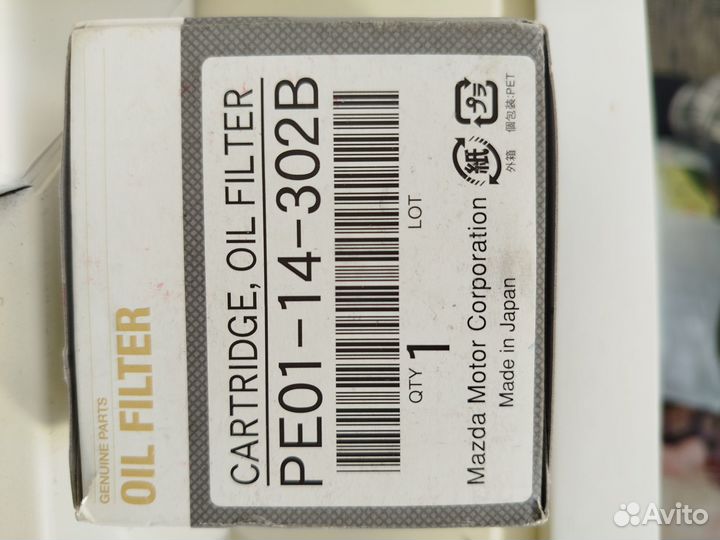 GENUINE PARTS
OIL FILTER
CARTRIDGE, OIL FILTER
PE01-14-302B
QTY 1
LOT
Mazda Motor Corporation
Made in Japan
紙
外箱
プラ
個包装:PET
Avito